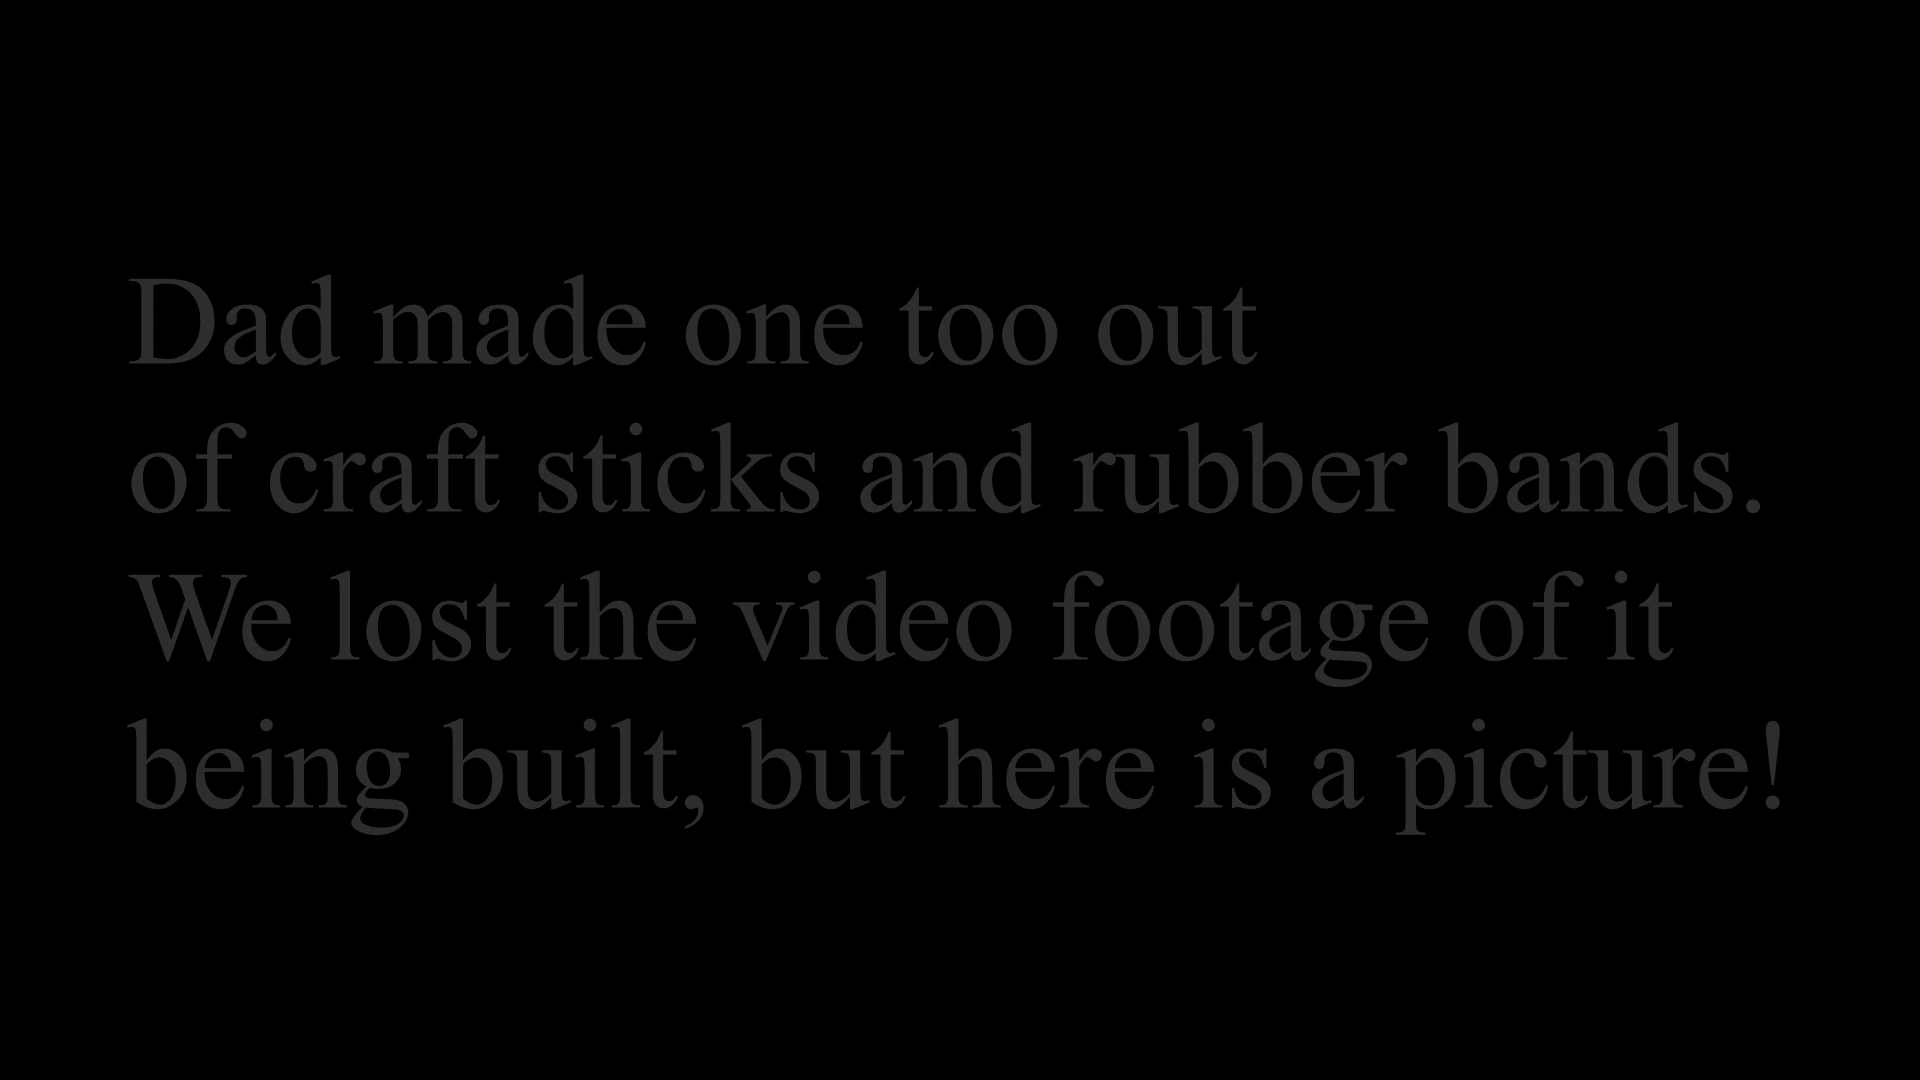 Dad made one too out
of craft sticks and rubber bands.
We lost the video footage of it
being built, but here is a picture!